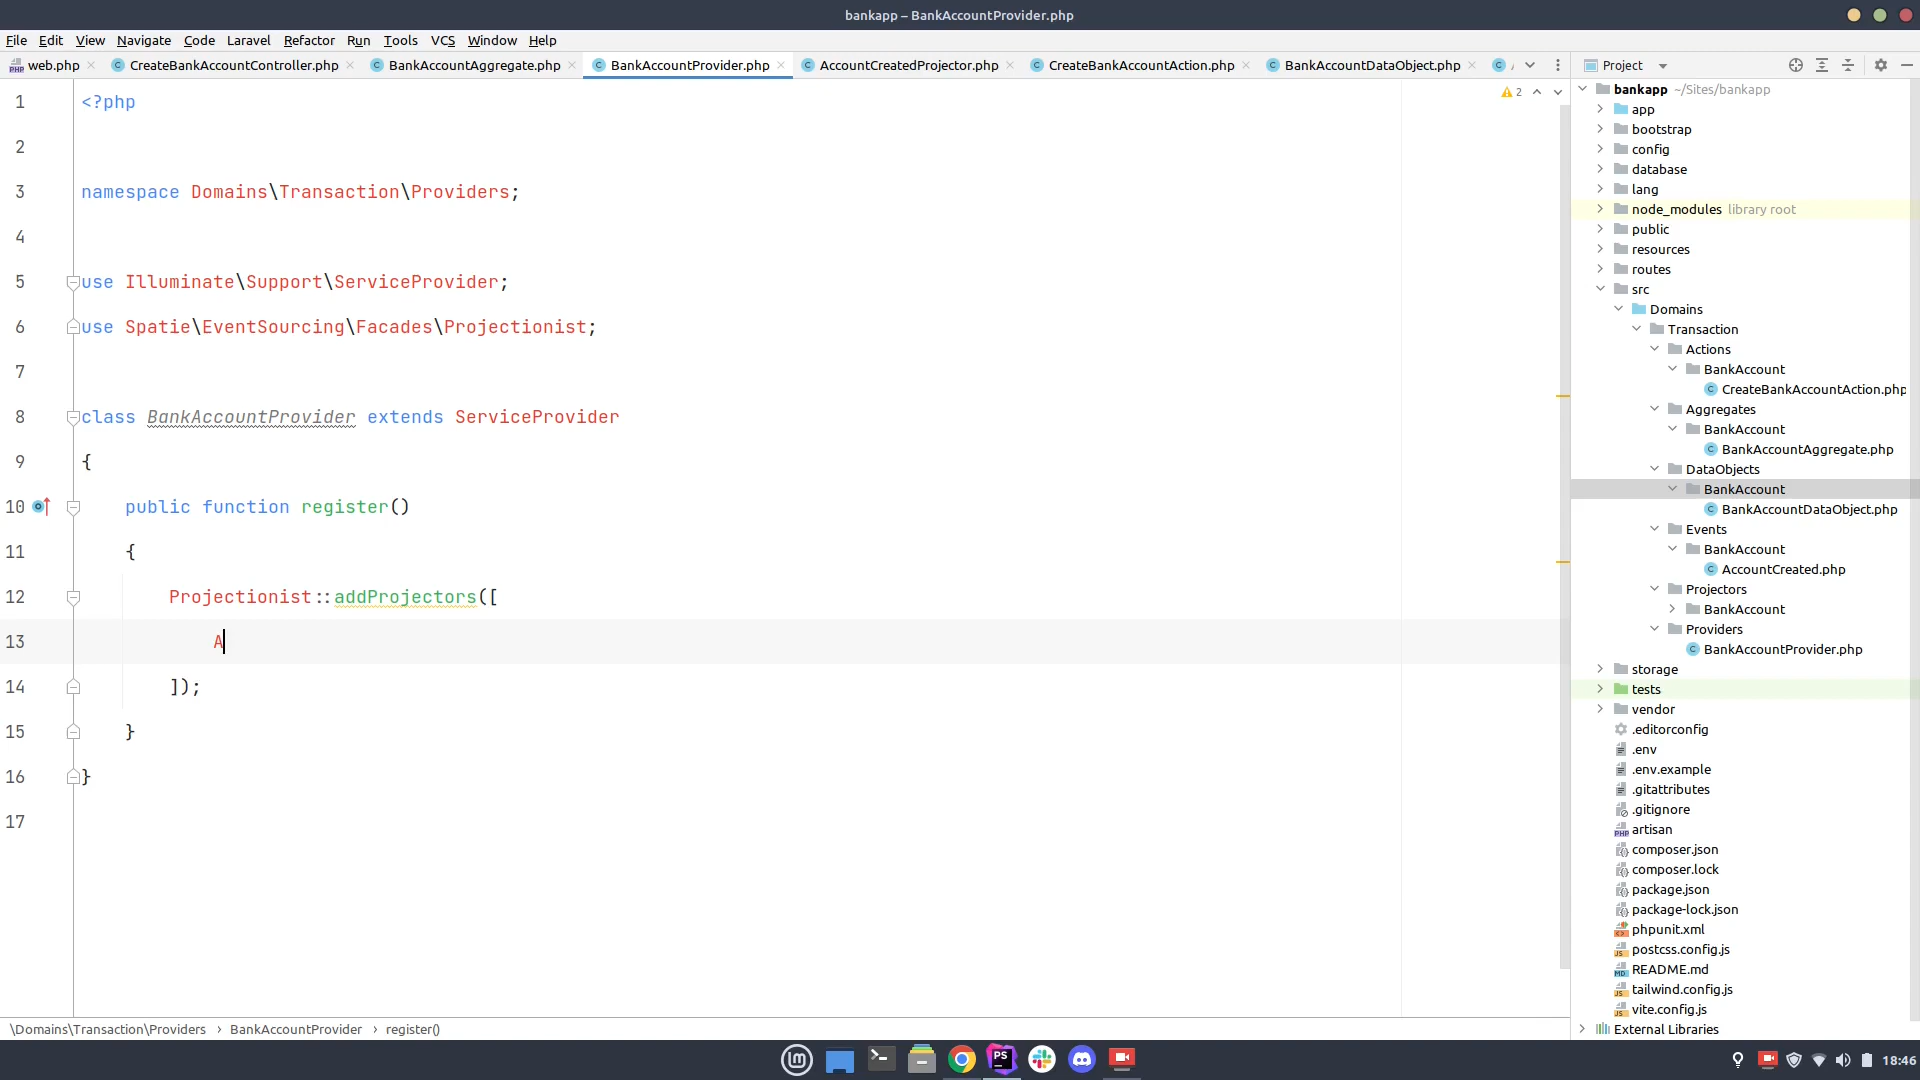 bankapp – BankAccountProvider.php
File Edit View Navigate Code Laravel Refactor Run Tools VCS Window Help
web.php CreateBankAccountController.php BankAccountAggregate.php BankAccountProvider.php AccountCreatedProjector.php CreateBankAccountAction.php BankAccountDataObject.php
Project
2
1 <?php
2
3 namespace Domains\Transaction\Providers;
4
5 use Illuminate\Support\ServiceProvider;
6 use Spatie\EventSourcing\Facades\Projectionist;
7
8 class BankAccountProvider extends ServiceProvider
9 {
10 public function register()
11 {
12 Projectionist::addProjectors([
13 A
14 ]);
15 }
16 }
17
bankapp ~/Sites/bankapp
app
bootstrap
config
database
lang
node_modules library root
public
resources
routes
src
Domains
Transaction
Actions
BankAccount
CreateBankAccountAction.php
Aggregates
BankAccount
BankAccountAggregate.php
DataObjects
BankAccount
BankAccountDataObject.php
Events
BankAccount
AccountCreated.php
Projectors
BankAccount
Providers
BankAccountProvider.php
storage
tests
vendor
.editorconfig
.env
.env.example
.gitattributes
.gitignore
artisan
composer.json
composer.lock
package.json
package-lock.json
phpunit.xml
postcss.config.js
README.md
tailwind.config.js
vite.config.js
External Libraries
\Domains\Transaction\Providers › BankAccountProvider › register()
PS
18:46